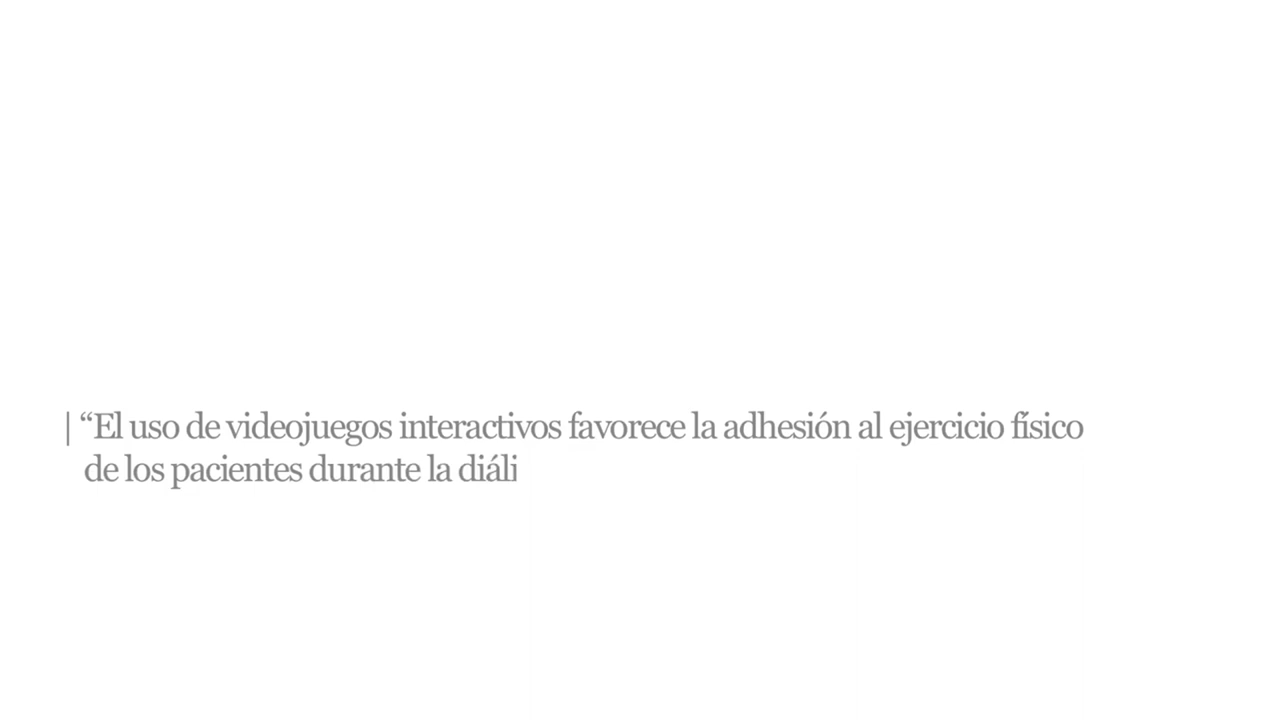 | “El uso de videojuegos interactivos favorece la adhesión al ejercicio físico
de los pacientes durante la diáli